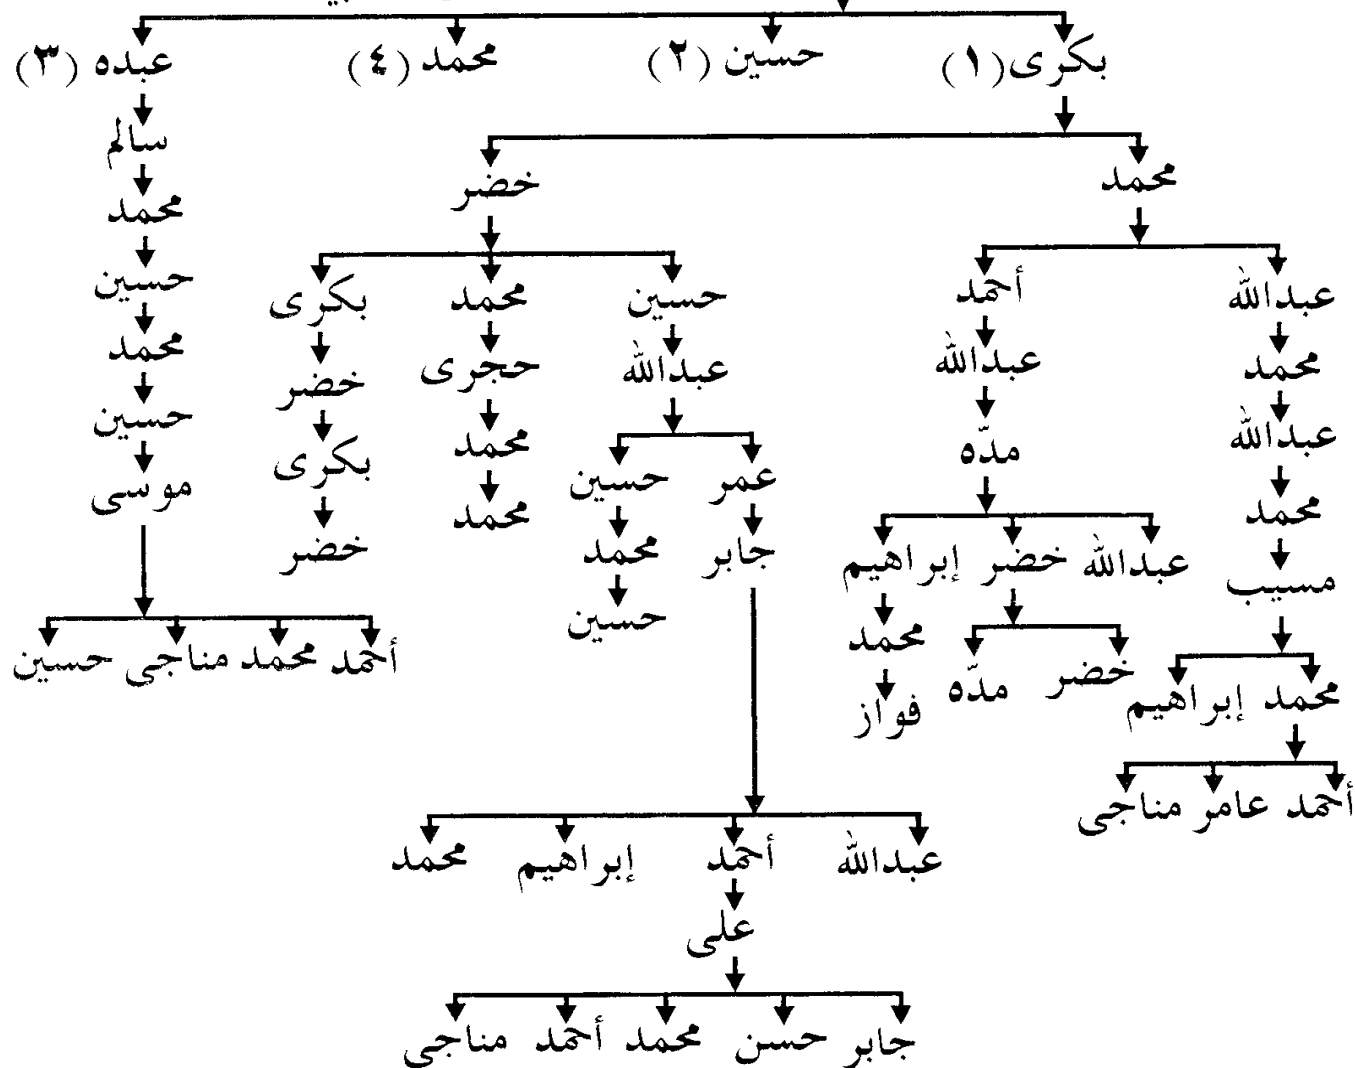 بكرى (١) حسين (٢) محمد (٤) عبده (٣)
سالم
محمد خضر محمد
حسين
عبدالله أحمد حسين محمد بكرى محمد
محمد عبدالله عبدالله حجرى خضر حسين
عبدالله مدّه محمد بكرى
محمد عمر حسين محمد خضر موسى
مسيب عبدالله خضر إبراهيم جابر محمد
محمد حسين
محمد إبراهيم خضر مدّه فواز أحمد محمد مناجى حسين
أحمد عامر مناجى
عبدالله أحمد إبراهيم محمد
على
جابر حسن محمد أحمد مناجى